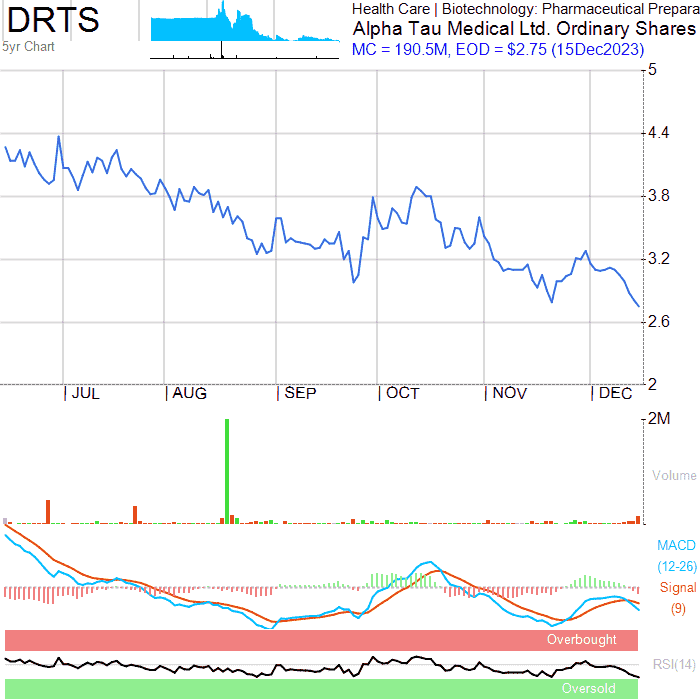 DRTS
5yr Chart
Health Care | Biotechnology: Pharmaceutical Prepara
Alpha Tau Medical Ltd. Ordinary Shares
MC = 190.5M, EOD = $2.75 (15Dec2023)
5
4.4
3.8
3.2
2.6
2
JUL AUG SEP OCT NOV DEC
2M
Volume
MACD
(12-26)
Signal
(9)
Overbought
RSI(14)
Oversold